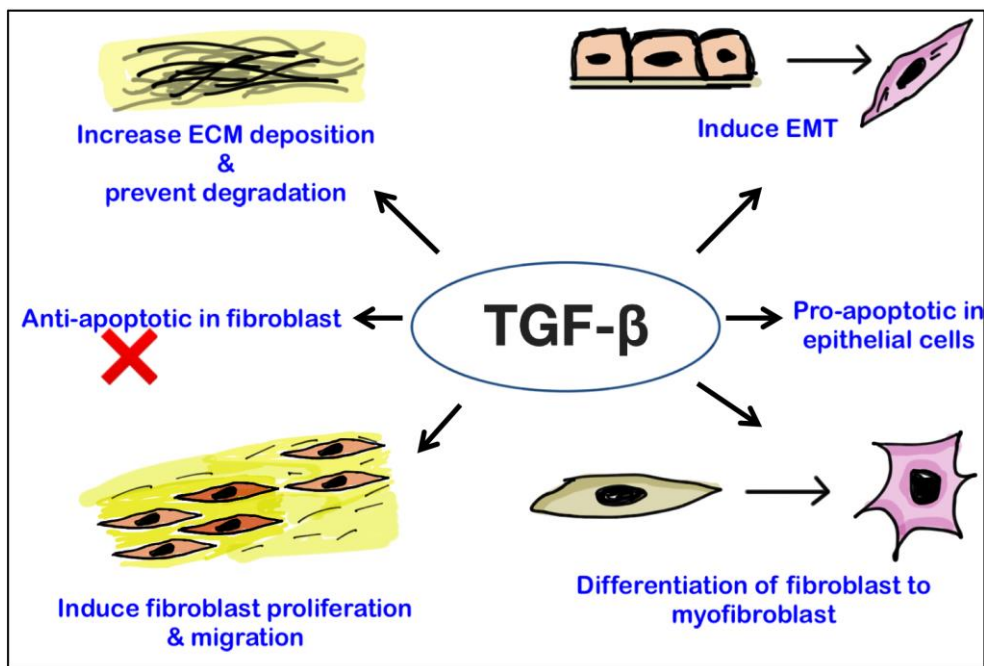 Increase ECM deposition
&
prevent degradation
Induce EMT
Anti-apoptotic in fibroblast
TGF-β
Pro-apoptotic in
epithelial cells
Induce fibroblast proliferation
& migration
Differentiation of fibroblast to
myofibroblast